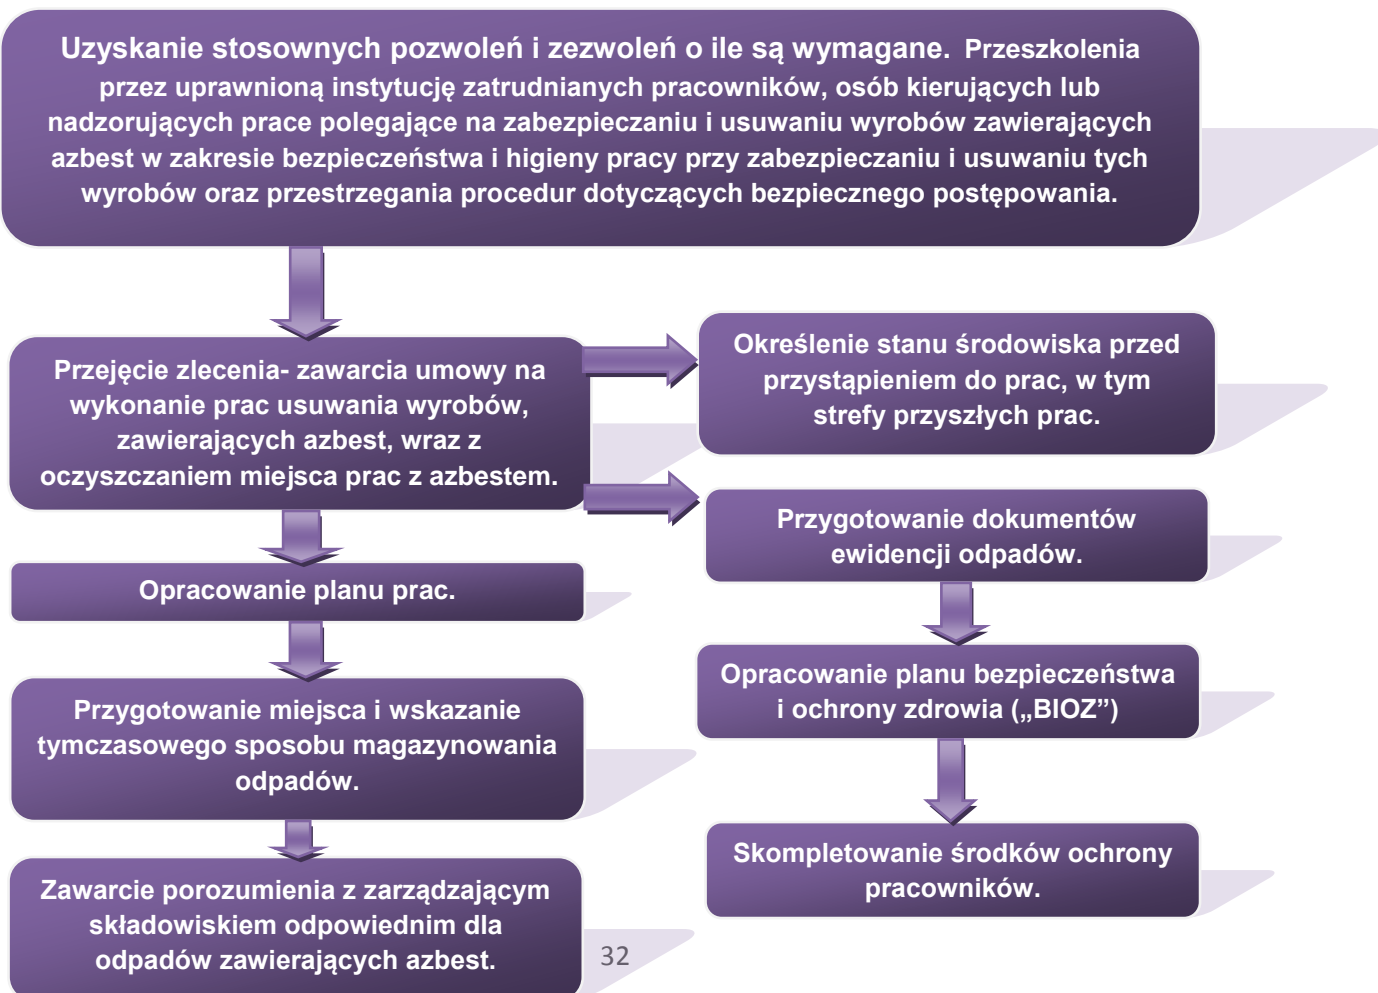 Uzyskanie stosownych pozwoleń i zezwoleń o ile są wymagane. Przeszkolenia
przez uprawnioną instytucję zatrudnianych pracowników, osób kierujących lub
nadzorujących prace polegające na zabezpieczaniu i usuwaniu wyrobów zawierających
azbest w zakresie bezpieczeństwa i higieny pracy przy zabezpieczaniu i usuwaniu tych
wyrobów oraz przestrzegania procedur dotyczących bezpiecznego postępowania.
Przejęcie zlecenia- zawarcia umowy na
wykonanie prac usuwania wyrobów,
zawierających azbest, wraz z
oczyszczaniem miejsca prac z azbestem.
Określenie stanu środowiska przed
przystąpieniem do prac, w tym
strefy przyszłych prac.
Przygotowanie dokumentów
ewidencji odpadów.
Opracowanie planu prac.
Opracowanie planu bezpieczeństwa
i ochrony zdrowia („BIOZ”)
Przygotowanie miejsca i wskazanie
tymczasowego sposobu magazynowania
odpadów.
Skompletowanie środków ochrony
pracowników.
Zawarcie porozumienia z zarządzającym
składowiskiem odpowiednim dla
odpadów zawierających azbest.
32